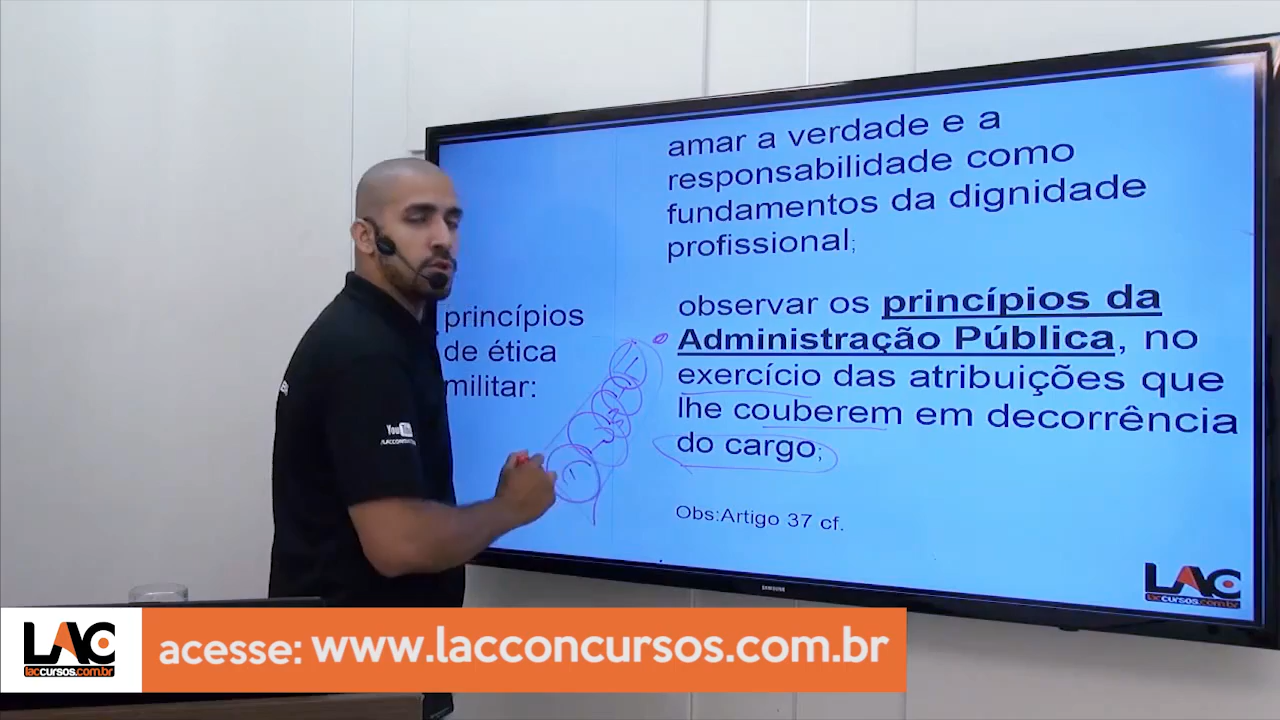 amar a verdade e a
responsabilidade como
fundamentos da dignidade
profissional;
princípios
de ética
militar:
observar os princípios da
Administração Pública, no
exercício das atribuições que
lhe couberem em decorrência
do cargo;
Obs:Artigo 37 cf.
SAMSUNG
LAC
laccursos.com.br
LAC
laccursos.com.br
acesse: www.lacconcursos.com.br